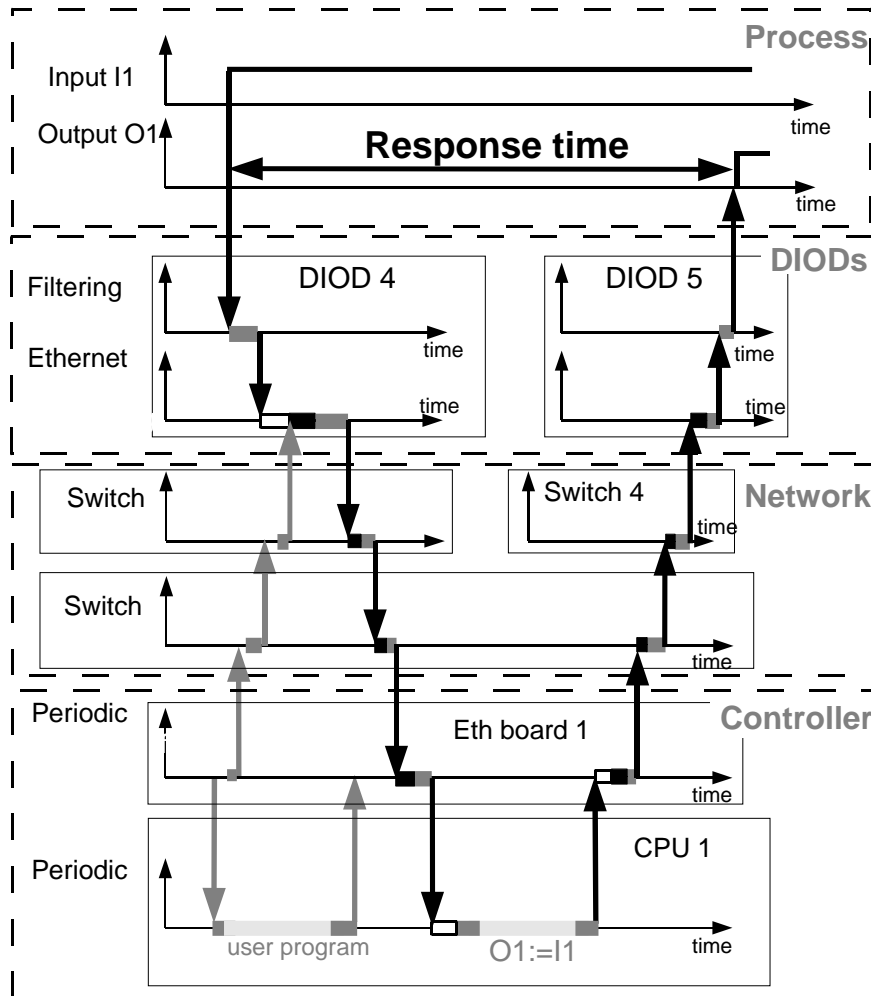 Process
Input I1
time
Output O1
Response time
time
DIODs
DIOD 4
DIOD 5
Filtering
time
time
Ethernet
time
time
Switch
Switch 4
Network
time
Switch
time
Periodic
Controller
Eth board 1
time
Periodic
CPU 1
user program
O1:=I1
time